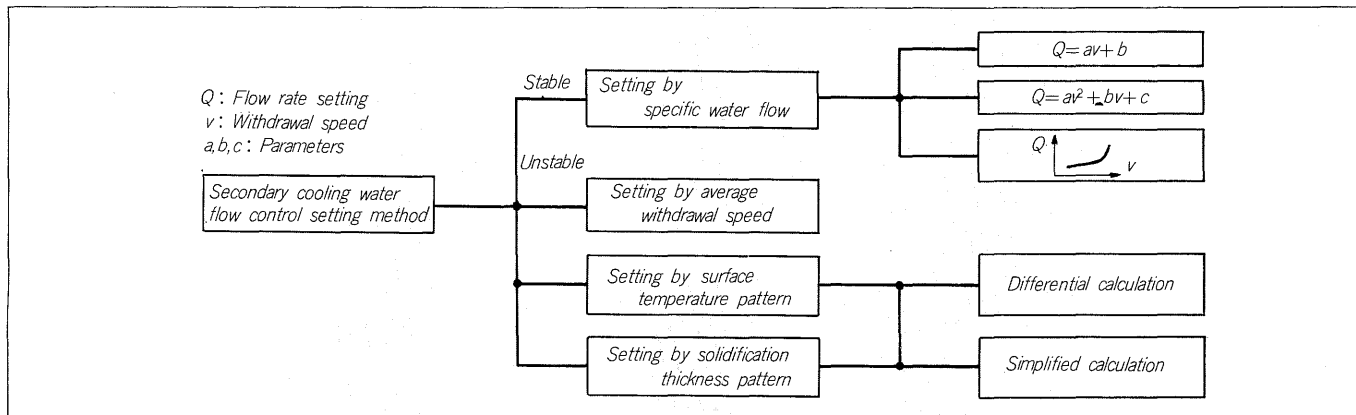 Q: Flow rate setting
v: Withdrawal speed
a,b,c: Parameters
Secondary cooling water
flow control setting method
Stable
Setting by
specific water flow
Unstable
Setting by average
withdrawal speed
Setting by surface
temperature pattern
Setting by solidification
thickness pattern
Q=av+b
Q=av²+bv+c
Q
v
Differential calculation
Simplified calculation